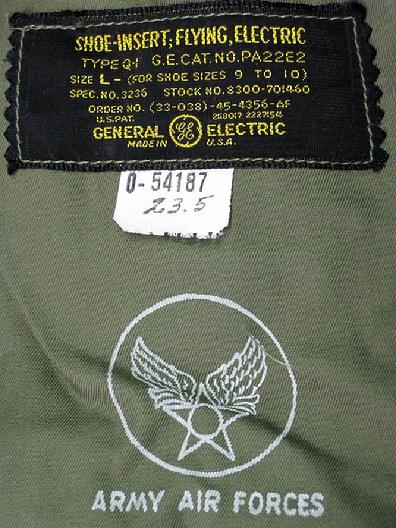 SHOE-INSERT, FLYING, ELECTRIC
TYPE Q-1 G.E. CAT. NO. PA22E2
SIZE L- (FOR SHOE SIZES 9 TO 10)
SPEC. NO. 3236 STOCK NO. 8300-701460
ORDER NO. (33-038)-45-4356-AF
U.S. PAT.
GENERAL GE ELECTRIC
MADE IN U.S.A.
0-54187
23.5
ARMY AIR FORCES